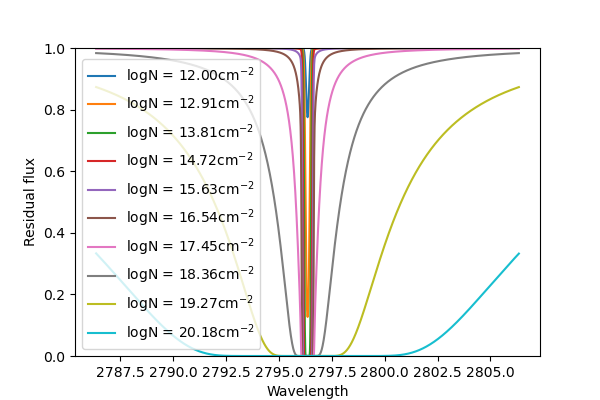 1.0
0.8
0.6
0.4
0.2
0.0
Residual flux
logN = 12.00cm⁻²
logN = 12.91cm⁻²
logN = 13.81cm⁻²
logN = 14.72cm⁻²
logN = 15.63cm⁻²
logN = 16.54cm⁻²
logN = 17.45cm⁻²
logN = 18.36cm⁻²
logN = 19.27cm⁻²
logN = 20.18cm⁻²
2787.5 2790.0 2792.5 2795.0 2797.5 2800.0 2802.5 2805.0
Wavelength